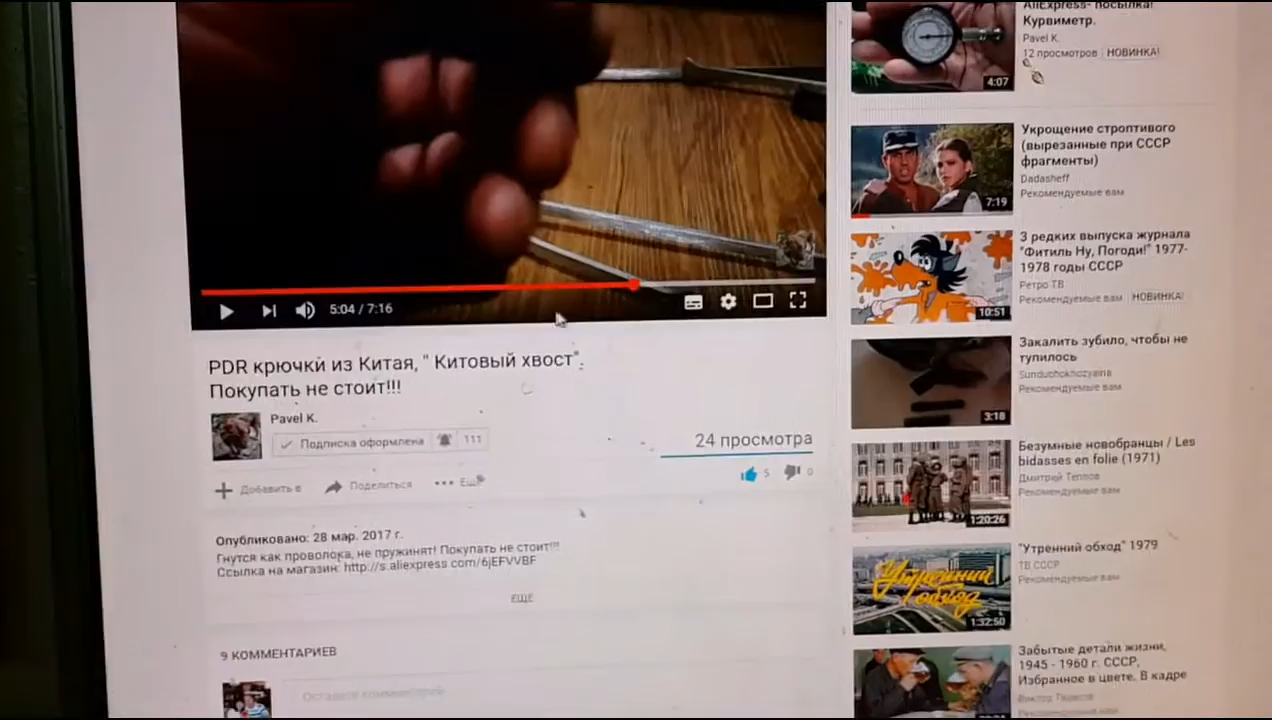 5:04 / 7:16
PDR крючки из Китая, " Китовый хвост".
Покупать не стоит!!!
Pavel K.
Подписка оформлена 111
24 просмотра
5 0
Добавить в Поделиться Ещё
Опубликовано: 28 мар. 2017 г.
Гнутся как проволока, не пружинят! Покупать не стоит!!!
Ссылка на магазин: http://s.aliexpress.com/6jEFVVBF
ЕЩЁ
9 КОММЕНТАРИЕВ
Оставьте комментарий
AliExpress- посылка!
Курвиметр.
Pavel K.
12 просмотров НОВИНКА!
4:07
Укрощение строптивого
(вырезанные при СССР
фрагменты)
Dadasheff
Рекомендуемые вам
7:19
3 редких выпуска журнала
"Фитиль Ну, Погоди!" 1977-
1978 годы СССР
Ретро ТВ
Рекомендуемые вам НОВИНКА!
10:51
Закалить зубило, чтобы не
тупилось
Sunduchokhozyaina
Рекомендуемые вам
3:18
Безумные новобранцы / Les
bidasses en folie (1971)
Дмитрий Теплов
Рекомендуемые вам
1:20:26
"Утренний обход" 1979
ТВ СССР
Рекомендуемые вам
Утренний
обход
1:32:50
Забытые детали жизни,
1945 - 1960 г. СССР,
Избранное в цвете. В кадре
Рекомендуемые вам